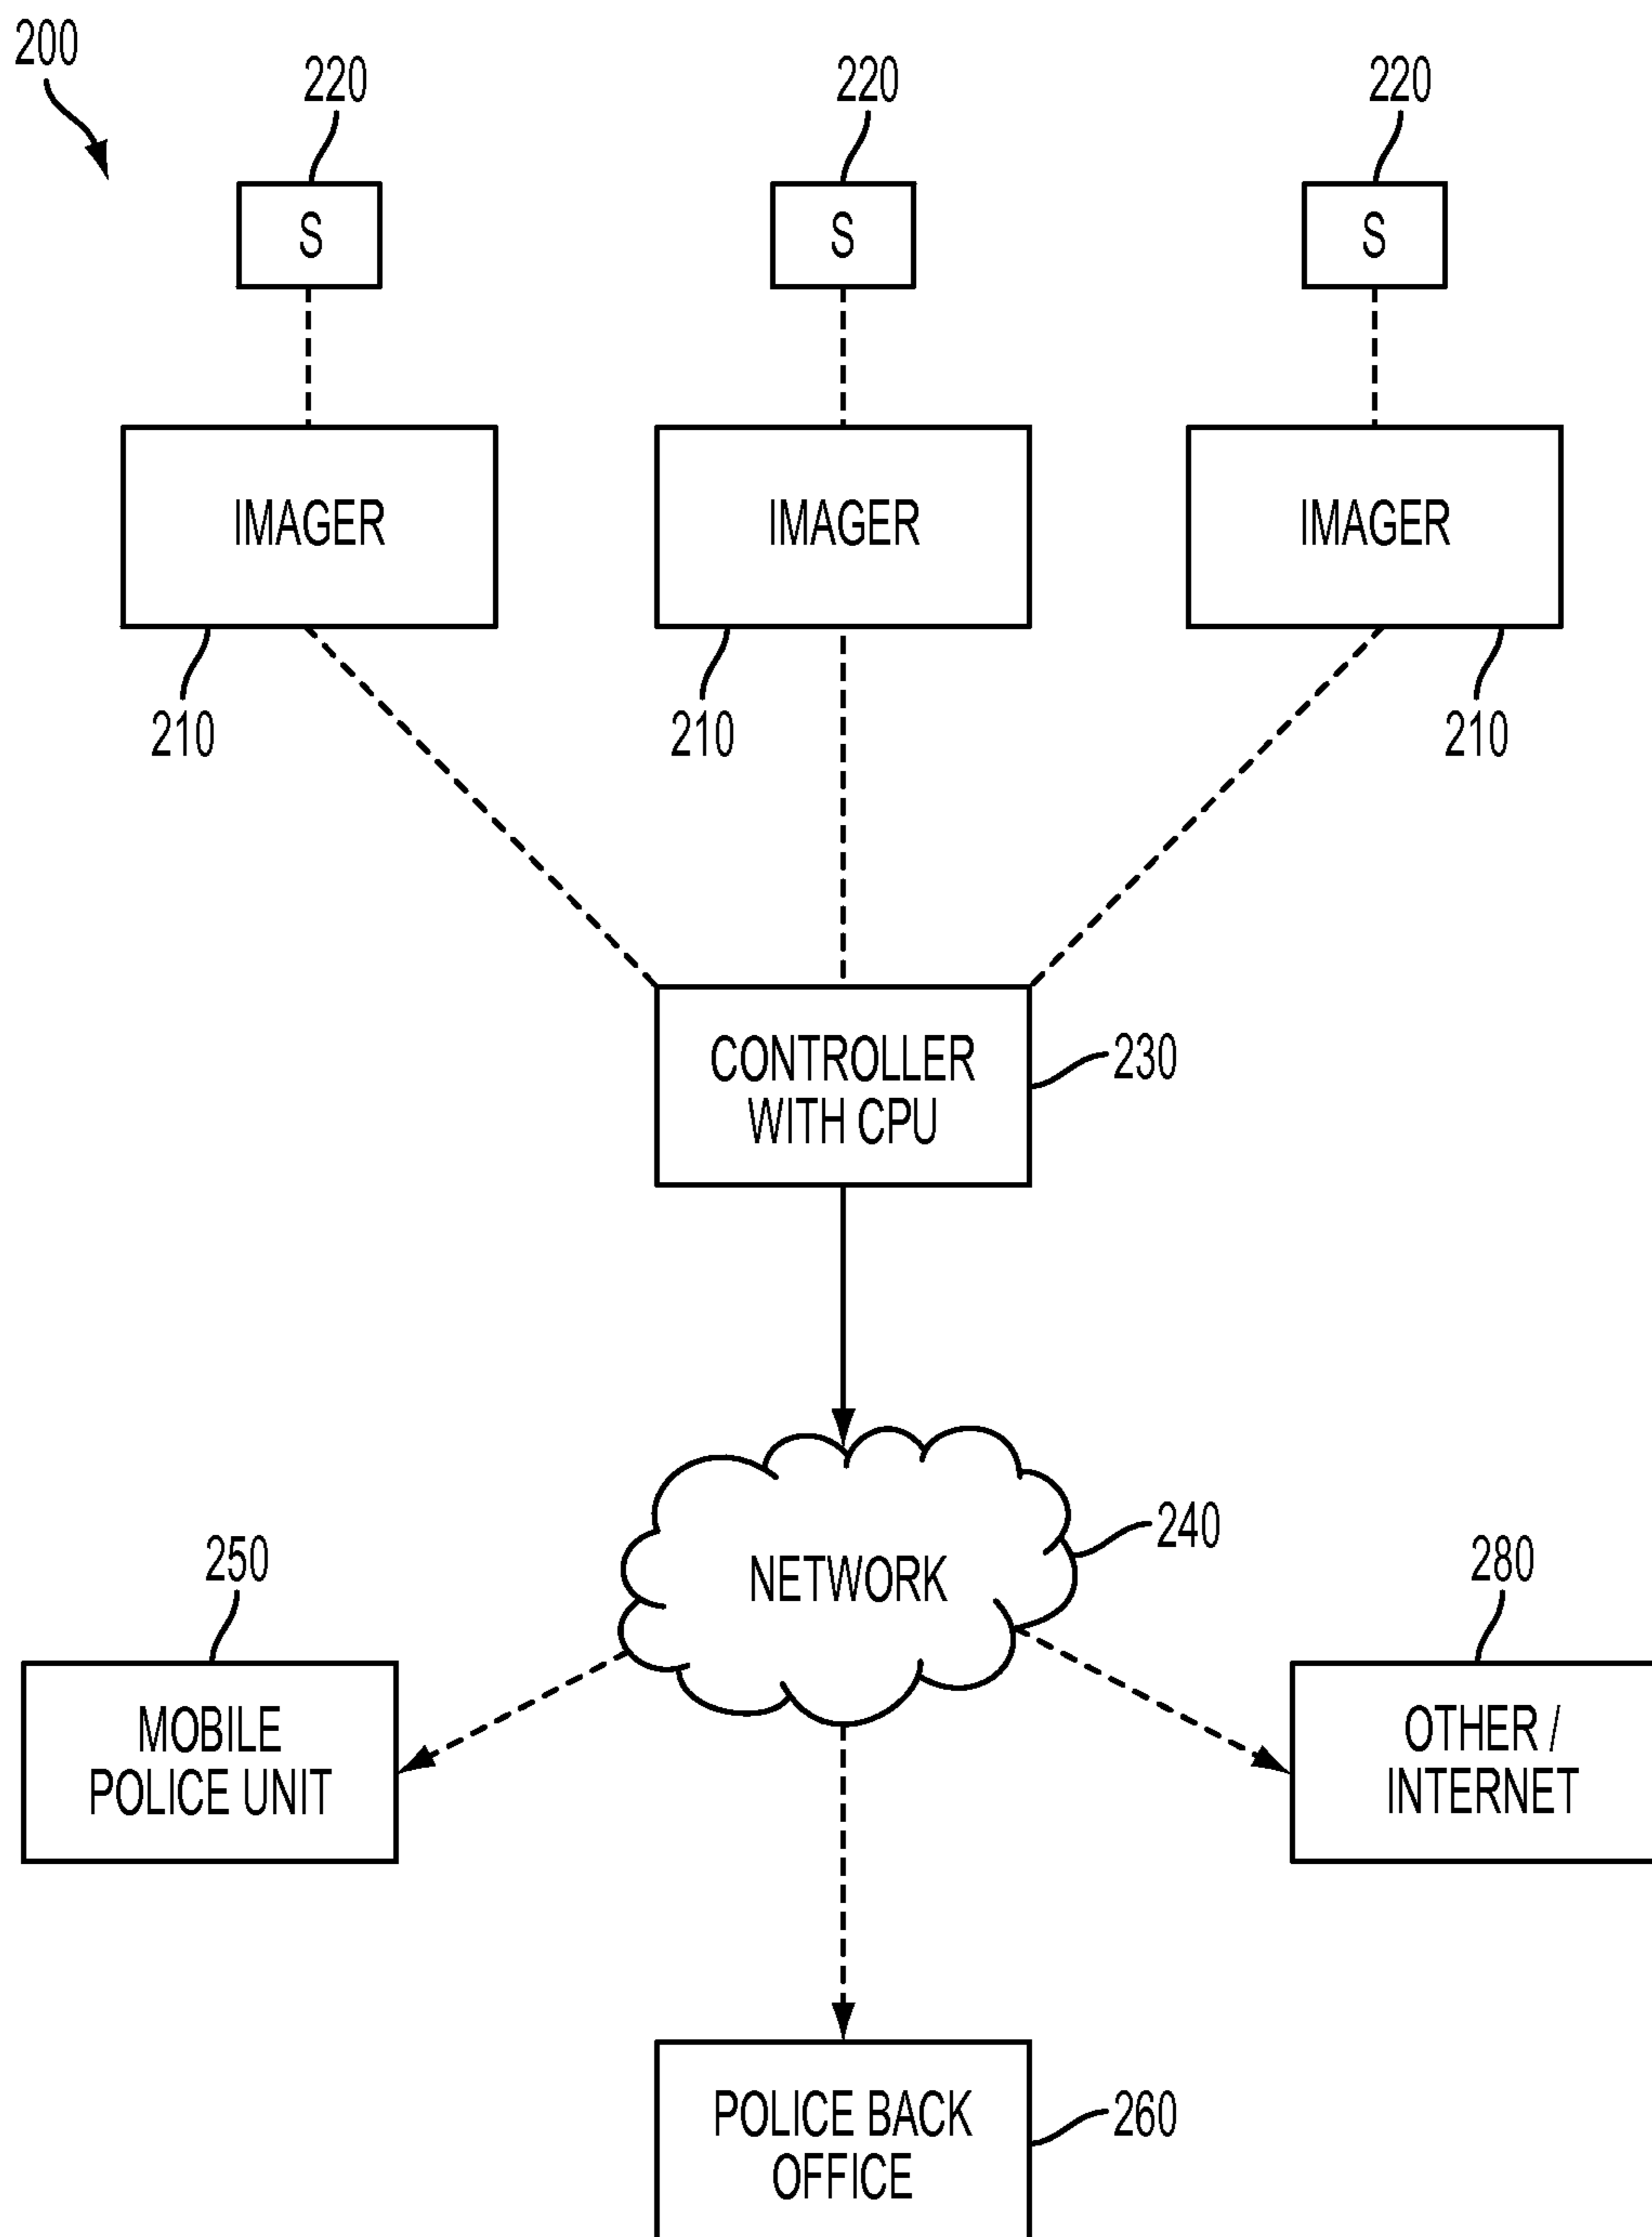 200
220
220
220
S
S
S
IMAGER
IMAGER
IMAGER
210
210
210
CONTROLLER
WITH CPU
230
NETWORK
240
250
280
MOBILE
POLICE UNIT
OTHER /
INTERNET
POLICE BACK
OFFICE
260